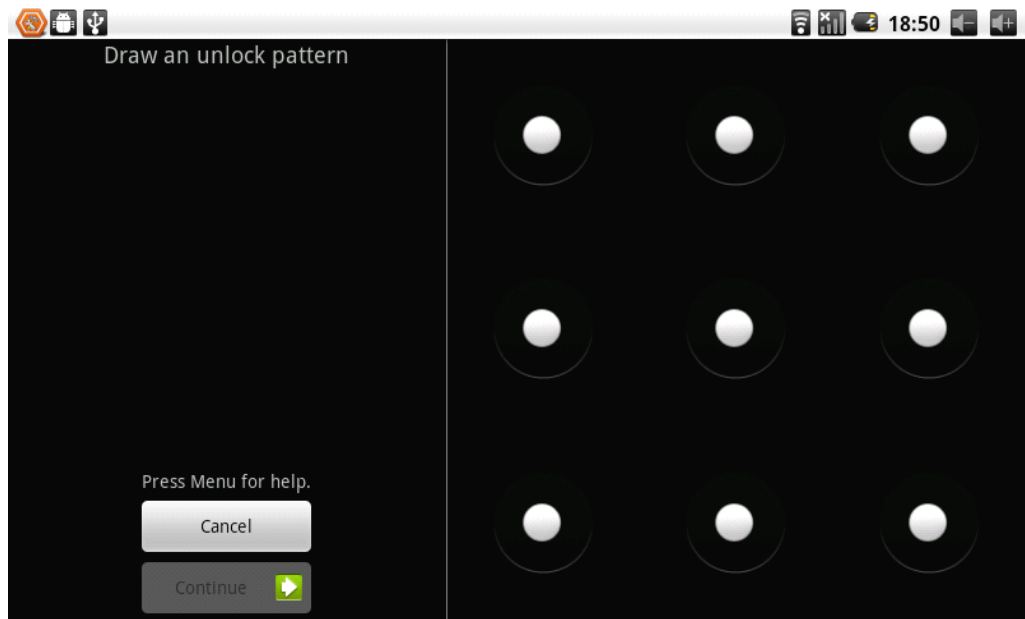 18:50
Draw an unlock pattern
Press Menu for help.
Cancel
Continue